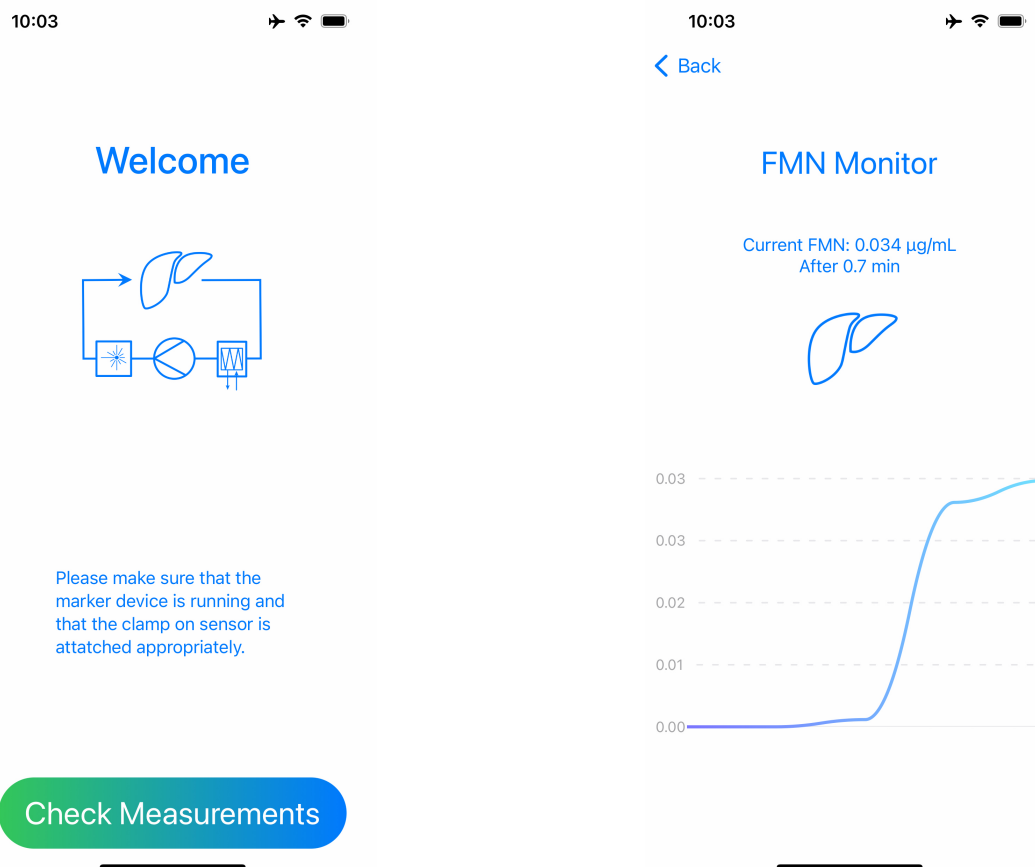 10:03
Welcome
Please make sure that the
marker device is running and
that the clamp on sensor is
attatched appropriately.
Check Measurements
10:03
Back
FMN Monitor
Current FMN: 0.034 µg/mL
After 0.7 min
0.03
0.03
0.02
0.01
0.00